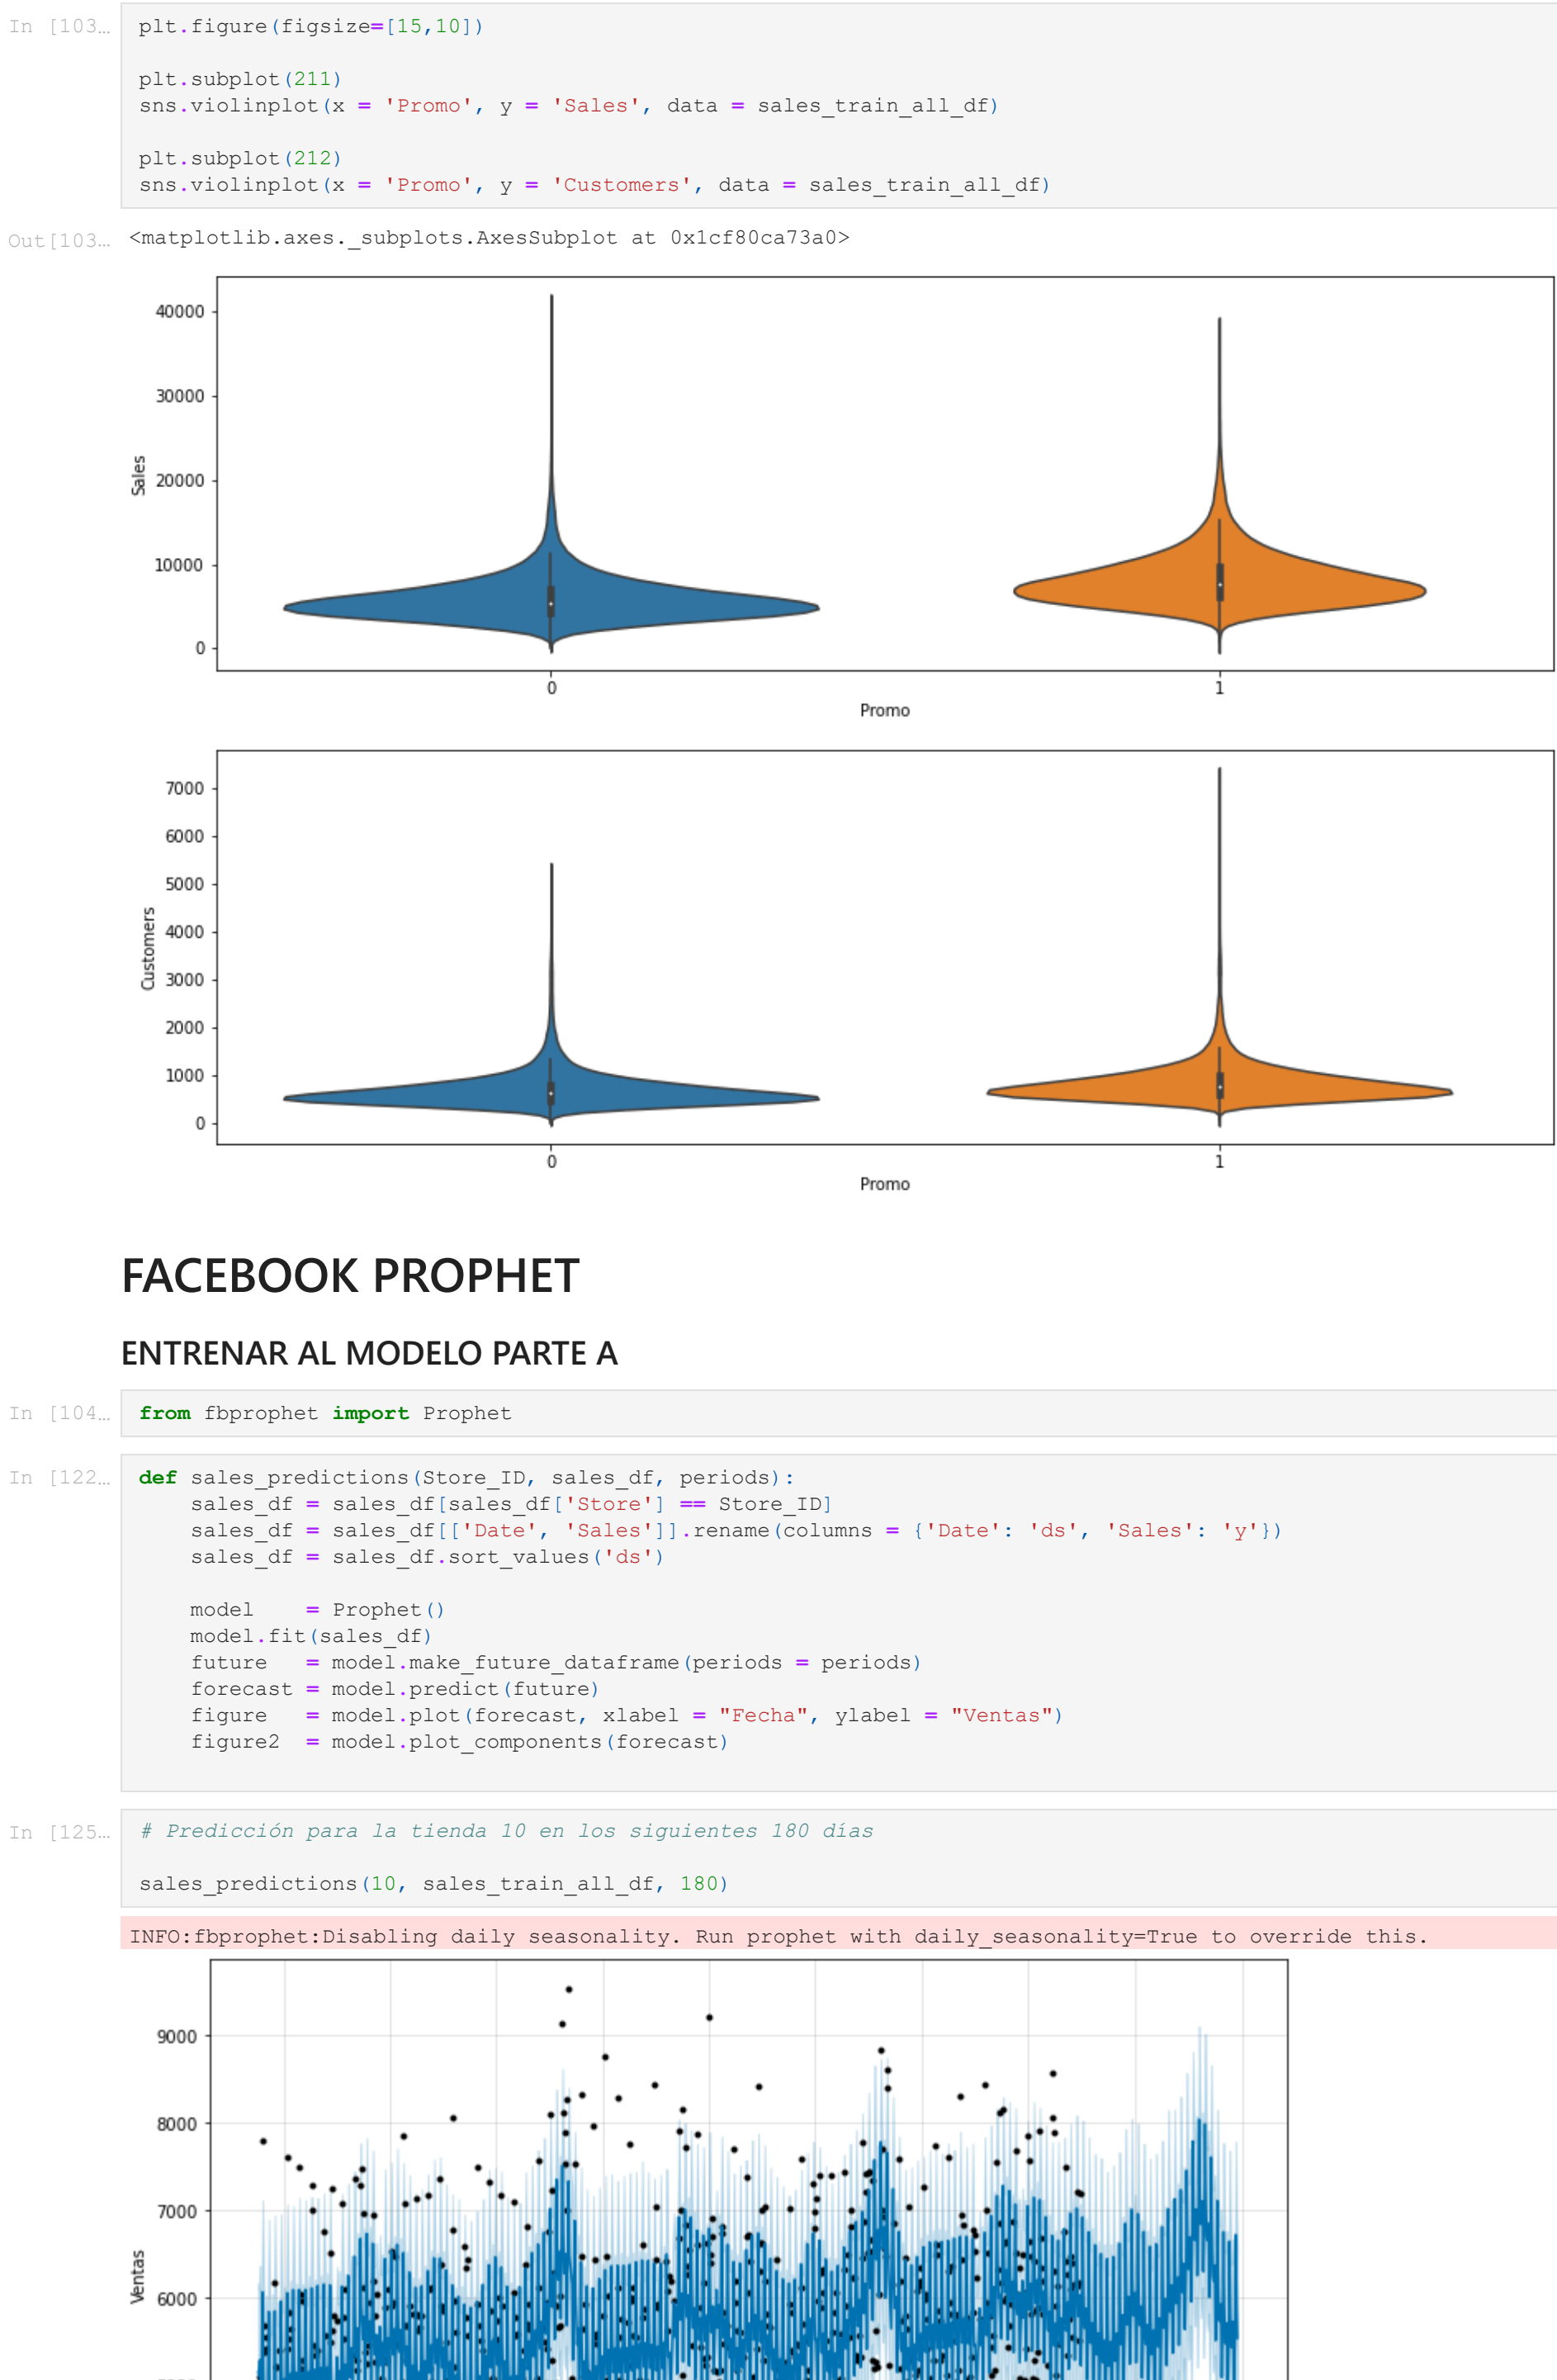 In [103…
plt.figure(figsize=[15,10])
plt.subplot(211)
sns.violinplot(x = 'Promo', y = 'Sales', data = sales_train_all_df)
plt.subplot(212)
sns.violinplot(x = 'Promo', y = 'Customers', data = sales_train_all_df)
Out[103…
<matplotlib.axes._subplots.AxesSubplot at 0x1cf80ca73a0>
40000
30000
20000
10000
0
Sales
0 1
Promo
7000
6000
5000
4000
3000
2000
1000
0
Customers
0 1
Promo
FACEBOOK PROPHET
ENTRENAR AL MODELO PARTE A
In [104…
from fbprophet import Prophet
In [122…
def sales_predictions(Store_ID, sales_df, periods):
    sales_df = sales_df[sales_df['Store'] == Store_ID]
    sales_df = sales_df[['Date', 'Sales']].rename(columns = {'Date': 'ds', 'Sales': 'y'})
    sales_df = sales_df.sort_values('ds')
    model    = Prophet()
    model.fit(sales_df)
    future   = model.make_future_dataframe(periods = periods)
    forecast = model.predict(future)
    figure   = model.plot(forecast, xlabel = "Fecha", ylabel = "Ventas")
    figure2  = model.plot_components(forecast)
In [125…
# Predicción para la tienda 10 en los siguientes 180 días
sales_predictions(10, sales_train_all_df, 180)
INFO:fbprophet:Disabling daily seasonality. Run prophet with daily_seasonality=True to override this.
9000
8000
7000
6000
Ventas